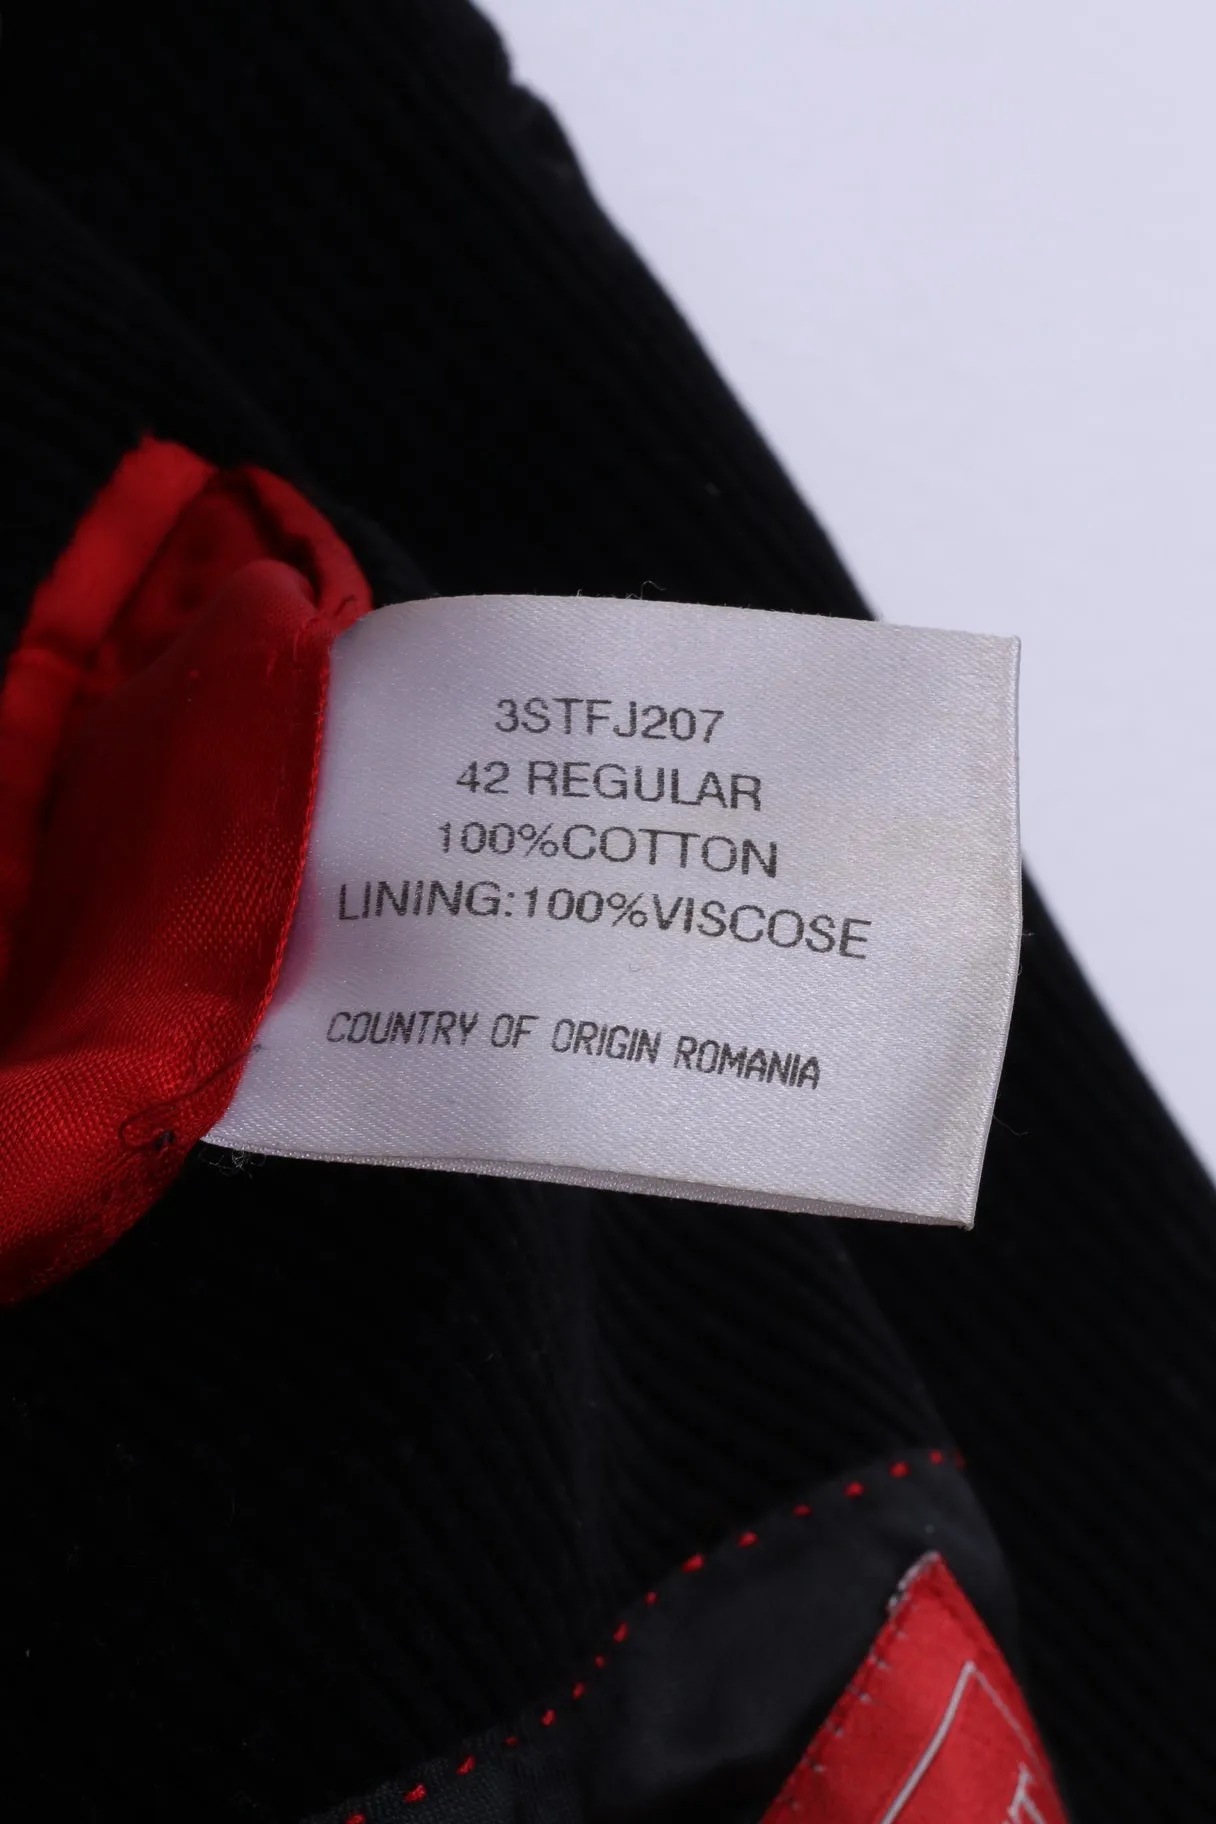 3STFJ207
42 REGULAR
100%COTTON
LINING:100%VISCOSE
COUNTRY OF ORIGIN ROMANIA